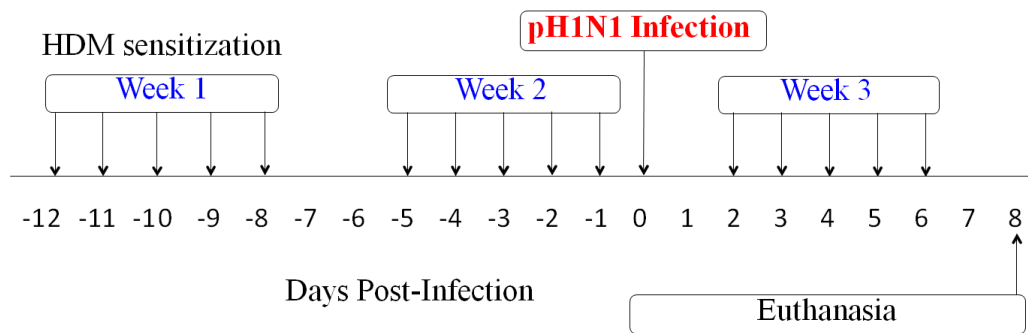 pH1N1 Infection
HDM sensitization
Week 1
Week 2
Week 3
-12 -11 -10 -9 -8 -7 -6 -5 -4 -3 -2 -1 0 1 2 3 4 5 6 7 8
Days Post-Infection
Euthanasia